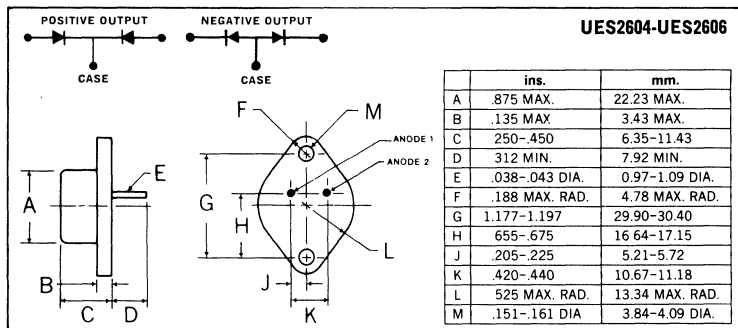 POSITIVE OUTPUT
CASE
NEGATIVE OUTPUT
CASE
UES2604-UES2606
F
M
ANODE 1
ANODE 2
E
A
G
H
L
B
J
C
D
K
ins. mm.
A .875 MAX. 22.23 MAX.
B .135 MAX 3.43 MAX.
C 250-.450 6.35-11.43
D 312 MIN. 7.92 MIN.
E .038-.043 DIA. 0.97-1.09 DIA.
F .188 MAX. RAD. 4.78 MAX. RAD.
G 1.177-1.197 29.90-30.40
H 655-.675 16 64-17.15
J .205-.225 5.21-5.72
K .420-.440 10.67-11.18
L 525 MAX. RAD. 13.34 MAX. RAD.
M .151-.161 DIA 3.84-4.09 DIA.